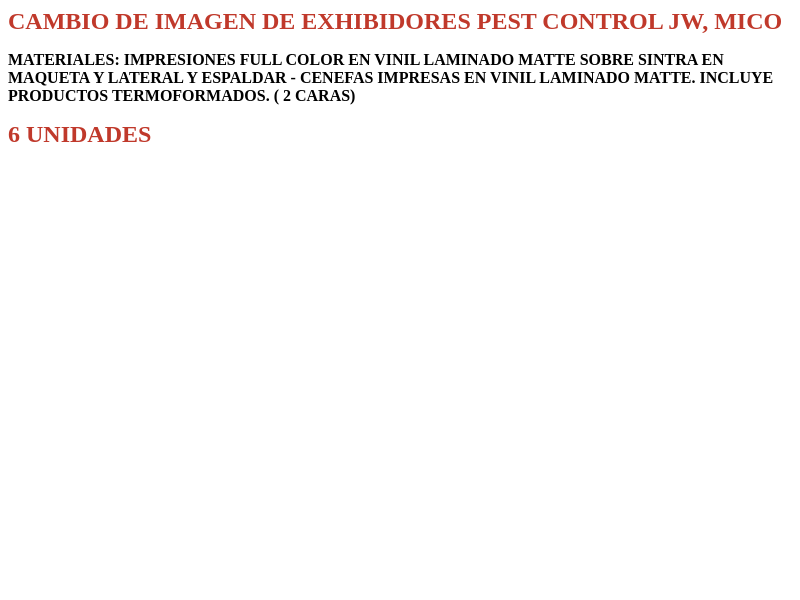 CAMBIO DE IMAGEN DE EXHIBIDORES PEST CONTROL JW, MICO
MATERIALES: IMPRESIONES FULL COLOR EN VINIL LAMINADO MATTE SOBRE SINTRA EN
MAQUETA Y LATERAL Y ESPALDAR - CENEFAS IMPRESAS EN VINIL LAMINADO MATTE. INCLUYE
PRODUCTOS TERMOFORMADOS. ( 2 CARAS)
6 UNIDADES